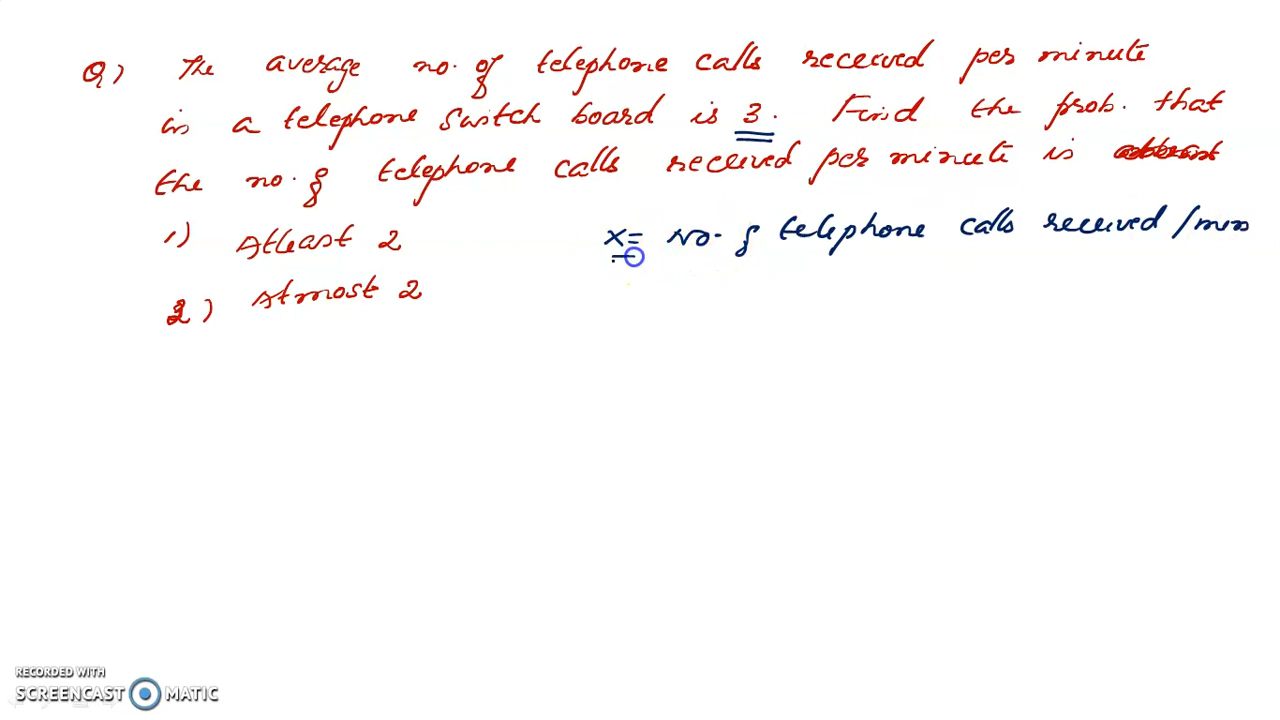 Q) The average no. of telephone calls received per minute
in a telephone switch board is 3. Find the prob. that
the no. of telephone calls received per minute is
1) Atleast 2
X = No. of telephone calls received /min
2) Atmost 2
RECORDED WITH
SCREENCAST MATIC